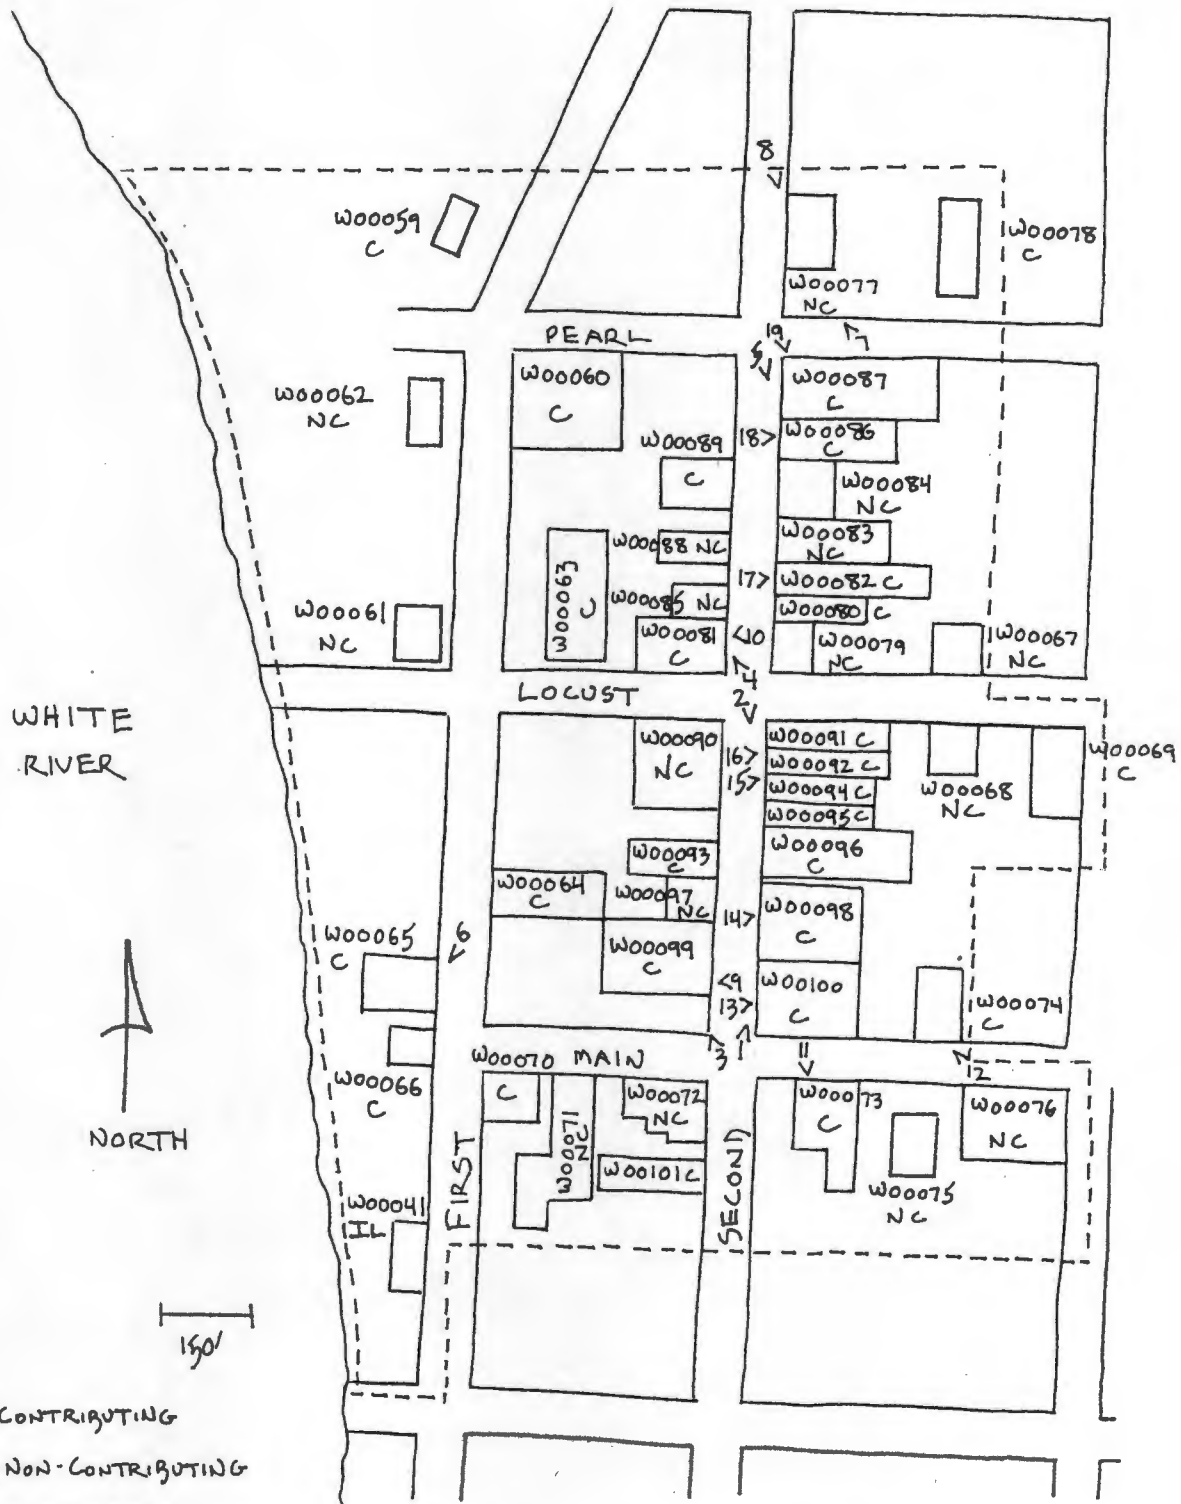 8
W00059
C
W00078
C
W00077
NC
PEARL
19
7
5
W00060
C
W00087
C
W00062
NC
W00089
C
18>
W00086
C
W00084
NC
W00088 NC
W00083
NC
W00063
C
17>
W00082 C
W00085 NC
W00080 C
W00061
NC
W00081
C
<10
W00079
NC
W00067
NC
4
LOCUST
2
WHITE
RIVER
W00090
NC
W00091 C
16>
W00092 C
15>
W00094 C
W00095 C
W00068
NC
W00069
C
W00093
C
W00096
C
W00064
C
W00097
NC
14>
W00098
C
W00065
C
6
W00099
C
<9
13>
W00100
C
W00074
C
W00070
C
MAIN
3
1
11
12
W00066
C
NORTH
W00071
NC
W00072
NC
W00073
C
W00076
NC
W00101 C
W00075
NC
FIRST
SECOND
W00041
IL
150'
CONTRIBUTING
NON-CONTRIBUTING